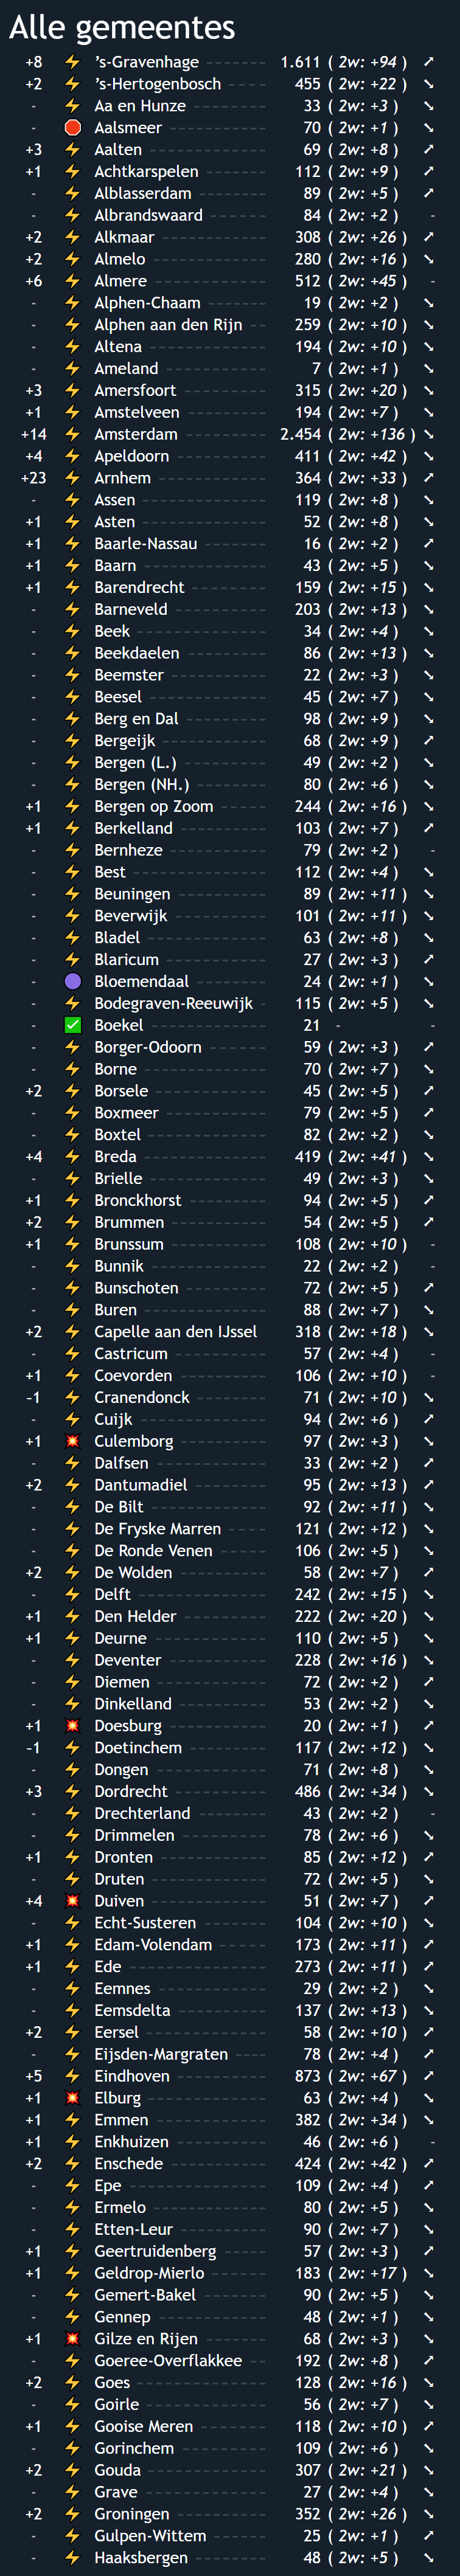 Alle gemeentes
+8 ⚡ 's-Gravenhage 1.611 ( 2w: +94 ) ➚
+2 ⚡ 's-Hertogenbosch 455 ( 2w: +22 ) ➘
- ⚡ Aa en Hunze 33 ( 2w: +3 ) ➘
- 🛑 Aalsmeer 70 ( 2w: +1 ) ➘
+3 ⚡ Aalten 69 ( 2w: +8 ) ➚
+1 ⚡ Achtkarspelen 112 ( 2w: +9 ) ➚
- ⚡ Alblasserdam 89 ( 2w: +5 ) ➚
- ⚡ Albrandswaard 84 ( 2w: +2 ) -
+2 ⚡ Alkmaar 308 ( 2w: +26 ) ➚
+2 ⚡ Almelo 280 ( 2w: +16 ) ➘
+6 ⚡ Almere 512 ( 2w: +45 ) -
- ⚡ Alphen-Chaam 19 ( 2w: +2 ) ➘
- ⚡ Alphen aan den Rijn 259 ( 2w: +10 ) ➘
- ⚡ Altena 194 ( 2w: +10 ) ➘
- ⚡ Ameland 7 ( 2w: +1 ) ➘
+3 ⚡ Amersfoort 315 ( 2w: +20 ) ➘
+1 ⚡ Amstelveen 194 ( 2w: +7 ) ➘
+14 ⚡ Amsterdam 2.454 ( 2w: +136 ) ➘
+4 ⚡ Apeldoorn 411 ( 2w: +42 ) ➘
+23 ⚡ Arnhem 364 ( 2w: +33 ) ➚
- ⚡ Assen 119 ( 2w: +8 ) ➘
+1 ⚡ Asten 52 ( 2w: +8 ) ➘
+1 ⚡ Baarle-Nassau 16 ( 2w: +2 ) ➚
+1 ⚡ Baarn 43 ( 2w: +5 ) ➘
+1 ⚡ Barendrecht 159 ( 2w: +15 ) ➘
- ⚡ Barneveld 203 ( 2w: +13 ) ➘
- ⚡ Beek 34 ( 2w: +4 ) ➘
- ⚡ Beekdaelen 86 ( 2w: +13 ) ➘
- ⚡ Beemster 22 ( 2w: +3 ) ➘
- ⚡ Beesel 45 ( 2w: +7 ) ➘
- ⚡ Berg en Dal 98 ( 2w: +9 ) ➘
- ⚡ Bergeijk 68 ( 2w: +9 ) ➚
- ⚡ Bergen (L.) 49 ( 2w: +2 ) ➘
- ⚡ Bergen (NH.) 80 ( 2w: +6 ) ➘
+1 ⚡ Bergen op Zoom 244 ( 2w: +16 ) ➘
+1 ⚡ Berkelland 103 ( 2w: +7 ) ➚
- ⚡ Bernheze 79 ( 2w: +2 ) -
- ⚡ Best 112 ( 2w: +4 ) ➘
- ⚡ Beuningen 89 ( 2w: +11 ) ➘
- ⚡ Beverwijk 101 ( 2w: +11 ) ➘
- ⚡ Bladel 63 ( 2w: +8 ) ➘
- ⚡ Blaricum 27 ( 2w: +3 ) ➚
- 🟣 Bloemendaal 24 ( 2w: +1 ) ➘
- ⚡ Bodegraven-Reeuwijk 115 ( 2w: +5 ) ➘
- ✅ Boekel 21 - -
- ⚡ Borger-Odoorn 59 ( 2w: +3 ) ➚
- ⚡ Borne 70 ( 2w: +7 ) ➘
+2 ⚡ Borsele 45 ( 2w: +5 ) ➚
- ⚡ Boxmeer 79 ( 2w: +5 ) ➚
- ⚡ Boxtel 82 ( 2w: +2 ) ➘
+4 ⚡ Breda 419 ( 2w: +41 ) ➘
- ⚡ Brielle 49 ( 2w: +3 ) ➘
+1 ⚡ Bronckhorst 94 ( 2w: +5 ) ➚
+2 ⚡ Brummen 54 ( 2w: +5 ) ➚
+1 ⚡ Brunssum 108 ( 2w: +10 ) -
- ⚡ Bunnik 22 ( 2w: +2 ) -
- ⚡ Bunschoten 72 ( 2w: +5 ) ➚
- ⚡ Buren 88 ( 2w: +7 ) ➘
+2 ⚡ Capelle aan den IJssel 318 ( 2w: +18 ) ➘
- ⚡ Castricum 57 ( 2w: +4 ) -
+1 ⚡ Coevorden 106 ( 2w: +10 ) -
-1 ⚡ Cranendonck 71 ( 2w: +10 ) ➘
- ⚡ Cuijk 94 ( 2w: +6 ) ➚
+1 💥 Culemborg 97 ( 2w: +3 ) ➘
- ⚡ Dalfsen 33 ( 2w: +2 ) ➚
+2 ⚡ Dantumadiel 95 ( 2w: +13 ) ➚
- ⚡ De Bilt 92 ( 2w: +11 ) ➘
- ⚡ De Fryske Marren 121 ( 2w: +12 ) ➘
- ⚡ De Ronde Venen 106 ( 2w: +5 ) ➘
+2 ⚡ De Wolden 58 ( 2w: +7 ) ➚
- ⚡ Delft 242 ( 2w: +15 ) ➘
+1 ⚡ Den Helder 222 ( 2w: +20 ) ➘
+1 ⚡ Deurne 110 ( 2w: +5 ) ➘
- ⚡ Deventer 228 ( 2w: +16 ) ➘
- ⚡ Diemen 72 ( 2w: +2 ) ➚
- ⚡ Dinkelland 53 ( 2w: +2 ) ➘
+1 💥 Doesburg 20 ( 2w: +1 ) ➚
-1 ⚡ Doetinchem 117 ( 2w: +12 ) ➘
- ⚡ Dongen 71 ( 2w: +8 ) ➘
+3 ⚡ Dordrecht 486 ( 2w: +34 ) ➘
- ⚡ Drechterland 43 ( 2w: +2 ) -
- ⚡ Drimmelen 78 ( 2w: +6 ) ➘
+1 ⚡ Dronten 85 ( 2w: +12 ) ➚
- ⚡ Druten 72 ( 2w: +5 ) ➘
+4 💥 Duiven 51 ( 2w: +7 ) ➚
- ⚡ Echt-Susteren 104 ( 2w: +10 ) ➘
+1 ⚡ Edam-Volendam 173 ( 2w: +11 ) ➚
+1 ⚡ Ede 273 ( 2w: +11 ) ➚
- ⚡ Eemnes 29 ( 2w: +2 ) ➘
- ⚡ Eemsdelta 137 ( 2w: +13 ) ➘
+2 ⚡ Eersel 58 ( 2w: +10 ) ➚
- ⚡ Eijsden-Margraten 78 ( 2w: +4 ) ➚
+5 ⚡ Eindhoven 873 ( 2w: +67 ) ➚
+1 💥 Elburg 63 ( 2w: +4 ) ➘
+1 ⚡ Emmen 382 ( 2w: +34 ) ➘
+1 ⚡ Enkhuizen 46 ( 2w: +6 ) -
+2 ⚡ Enschede 424 ( 2w: +42 ) ➚
- ⚡ Epe 109 ( 2w: +4 ) ➚
- ⚡ Ermelo 80 ( 2w: +5 ) ➘
- ⚡ Etten-Leur 90 ( 2w: +7 ) ➘
+1 ⚡ Geertruidenberg 57 ( 2w: +3 ) ➚
+1 ⚡ Geldrop-Mierlo 183 ( 2w: +17 ) ➘
- ⚡ Gemert-Bakel 90 ( 2w: +5 ) ➘
- ⚡ Gennep 48 ( 2w: +1 ) ➘
+1 💥 Gilze en Rijen 68 ( 2w: +3 ) ➘
- ⚡ Goeree-Overflakkee 192 ( 2w: +8 ) ➚
+2 ⚡ Goes 128 ( 2w: +16 ) ➘
- ⚡ Goirle 56 ( 2w: +7 ) ➘
+1 ⚡ Gooise Meren 118 ( 2w: +10 ) ➚
- ⚡ Gorinchem 109 ( 2w: +6 ) ➘
+2 ⚡ Gouda 307 ( 2w: +21 ) ➘
- ⚡ Grave 27 ( 2w: +4 ) ➘
+2 ⚡ Groningen 352 ( 2w: +26 ) ➘
- ⚡ Gulpen-Wittem 25 ( 2w: +1 ) ➚
- ⚡ Haaksbergen 48 ( 2w: +5 ) ➘